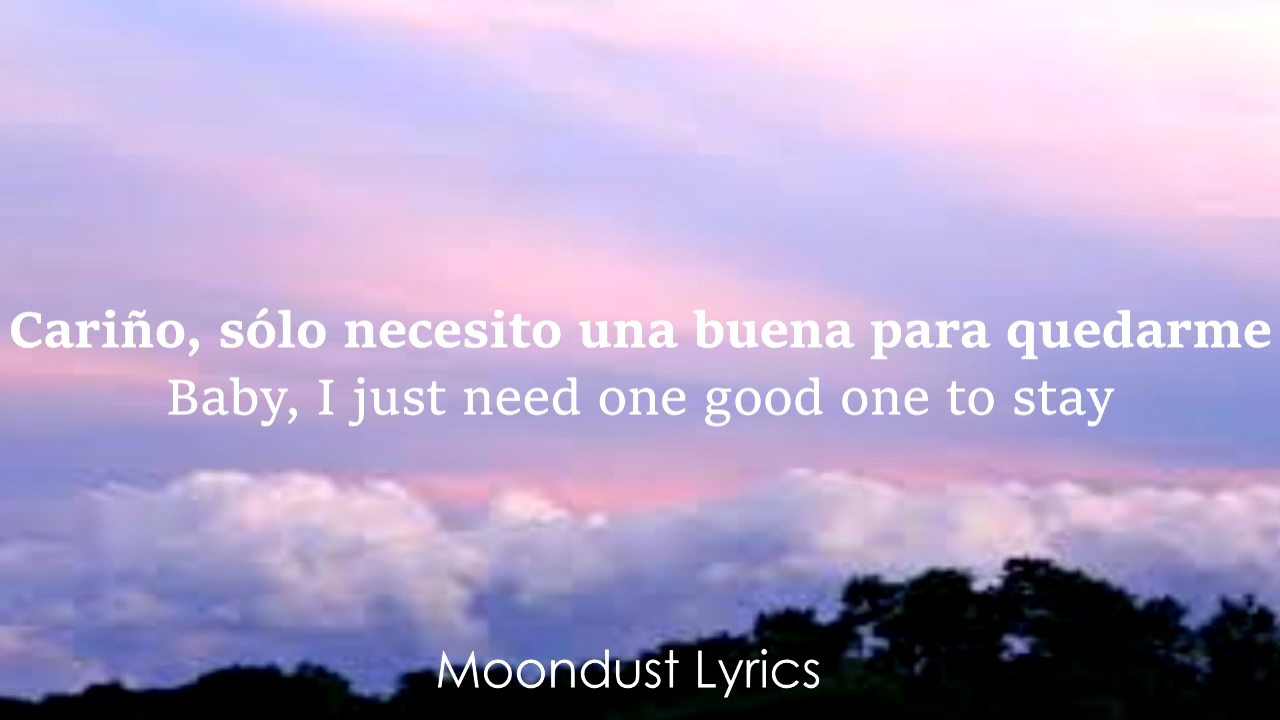 Cariño, sólo necesito una buena para quedarme
Baby, I just need one good one to stay
Moondust Lyrics